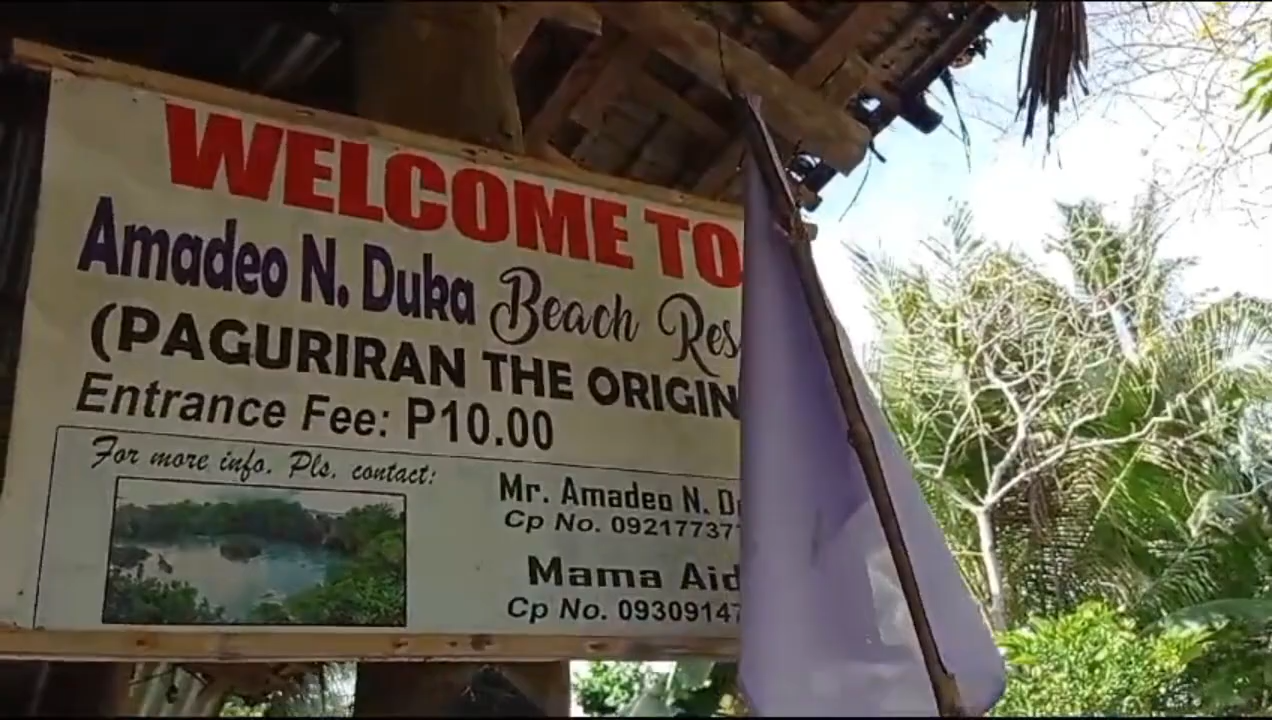 WELCOME TO
Amadeo N. Duka Beach Res
(PAGURIRAN THE ORIGIN
Entrance Fee: P10.00
For more info. Pls. contact:
Mr. Amadeo N. D
Cp No. 09217737
Mama Aid
Cp No. 0930914